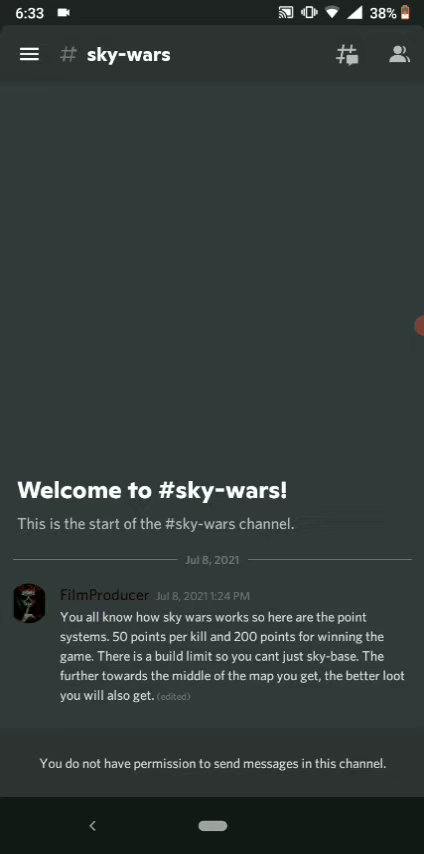 6:33
38%
# sky-wars
Welcome to #sky-wars!
This is the start of the #sky-wars channel.
Jul 8, 2021
FilmProducer Jul 8, 2021 1:24 PM
You all know how sky wars works so here are the point
systems. 50 points per kill and 200 points for winning the
game. There is a build limit so you cant just sky-base. The
further towards the middle of the map you get, the better loot
you will also get. (edited)
You do not have permission to send messages in this channel.